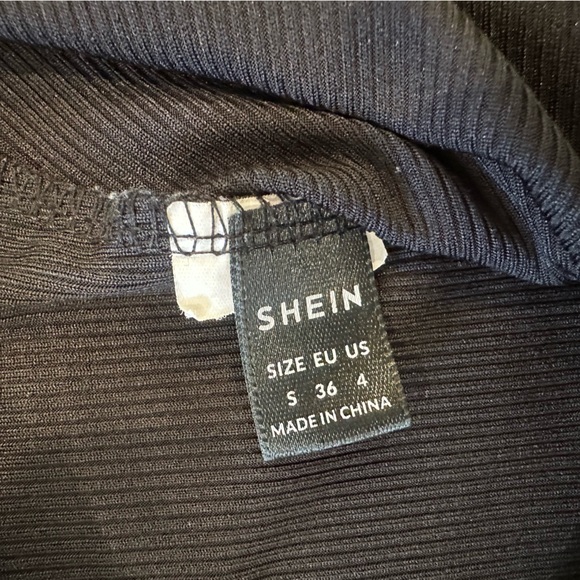 SHEIN
SIZE EU US
S 36 4
MADE IN CHINA